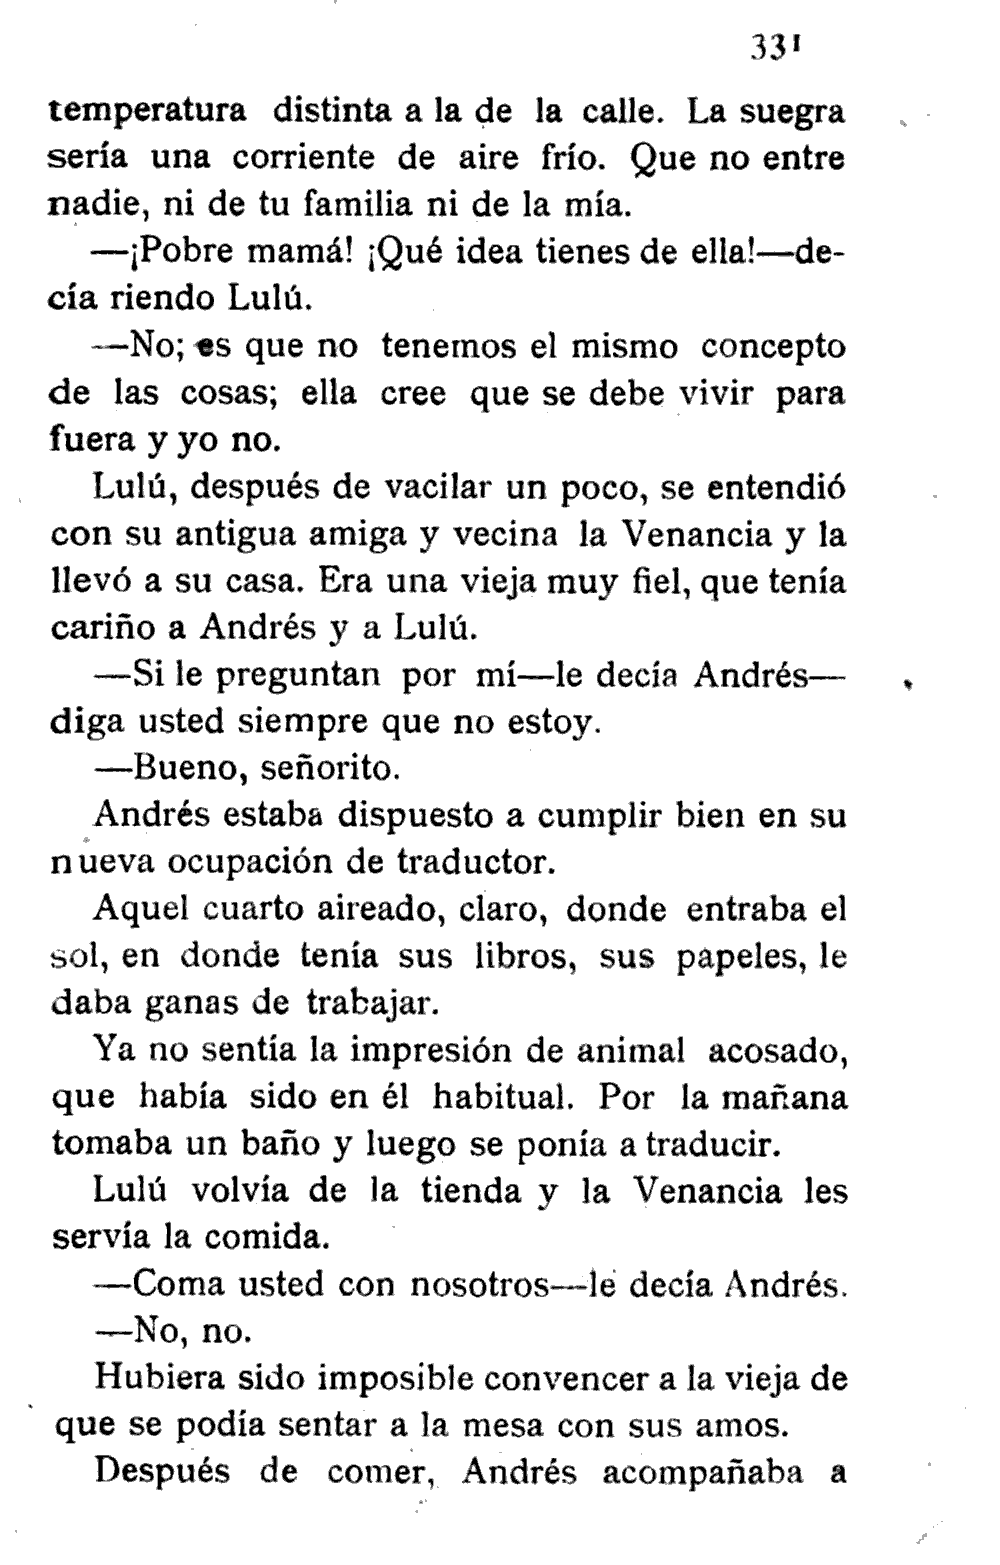 331
temperatura distinta a la de la calle. La suegra
sería una corriente de aire frío. Que no entre
nadie, ni de tu familia ni de la mía.
—¡Pobre mamá! ¡Qué idea tienes de ella!—de-
cía riendo Lulú.
—No; es que no tenemos el mismo concepto
de las cosas; ella cree que se debe vivir para
fuera y yo no.
Lulú, después de vacilar un poco, se entendió
con su antigua amiga y vecina la Venancia y la
llevó a su casa. Era una vieja muy fiel, que tenía
cariño a Andrés y a Lulú.
—Si le preguntan por mí—le decía Andrés—
diga usted siempre que no estoy.
—Bueno, señorito.
Andrés estaba dispuesto a cumplir bien en su
nueva ocupación de traductor.
Aquel cuarto aireado, claro, donde entraba el
sol, en donde tenía sus libros, sus papeles, le
daba ganas de trabajar.
Ya no sentía la impresión de animal acosado,
que había sido en él habitual. Por la mañana
tomaba un baño y luego se ponía a traducir.
Lulú volvía de la tienda y la Venancia les
servía la comida.
—Coma usted con nosotros—le decía Andrés.
—No, no.
Hubiera sido imposible convencer a la vieja de
que se podía sentar a la mesa con sus amos.
Después de comer, Andrés acompañaba a